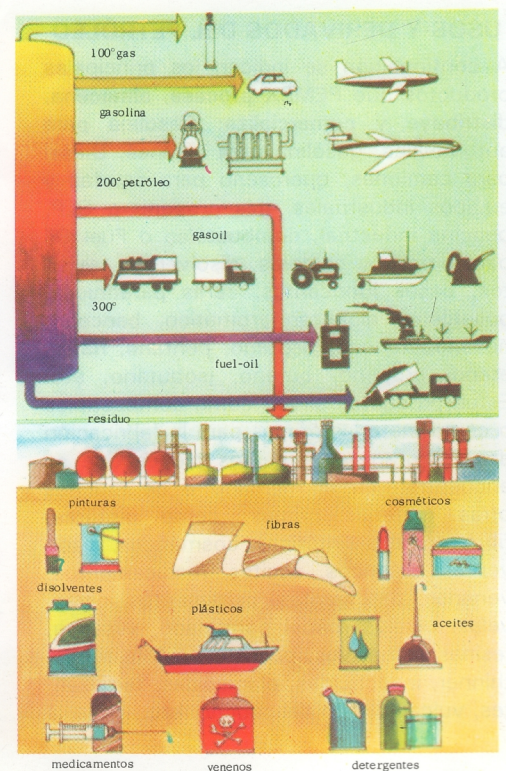 100° gas
gasolina
200° petróleo
gasoil
300°
fuel-oil
residuo
pinturas
cosméticos
fibras
disolventes
plásticos
aceites
medicamentos
venenos
detergentes